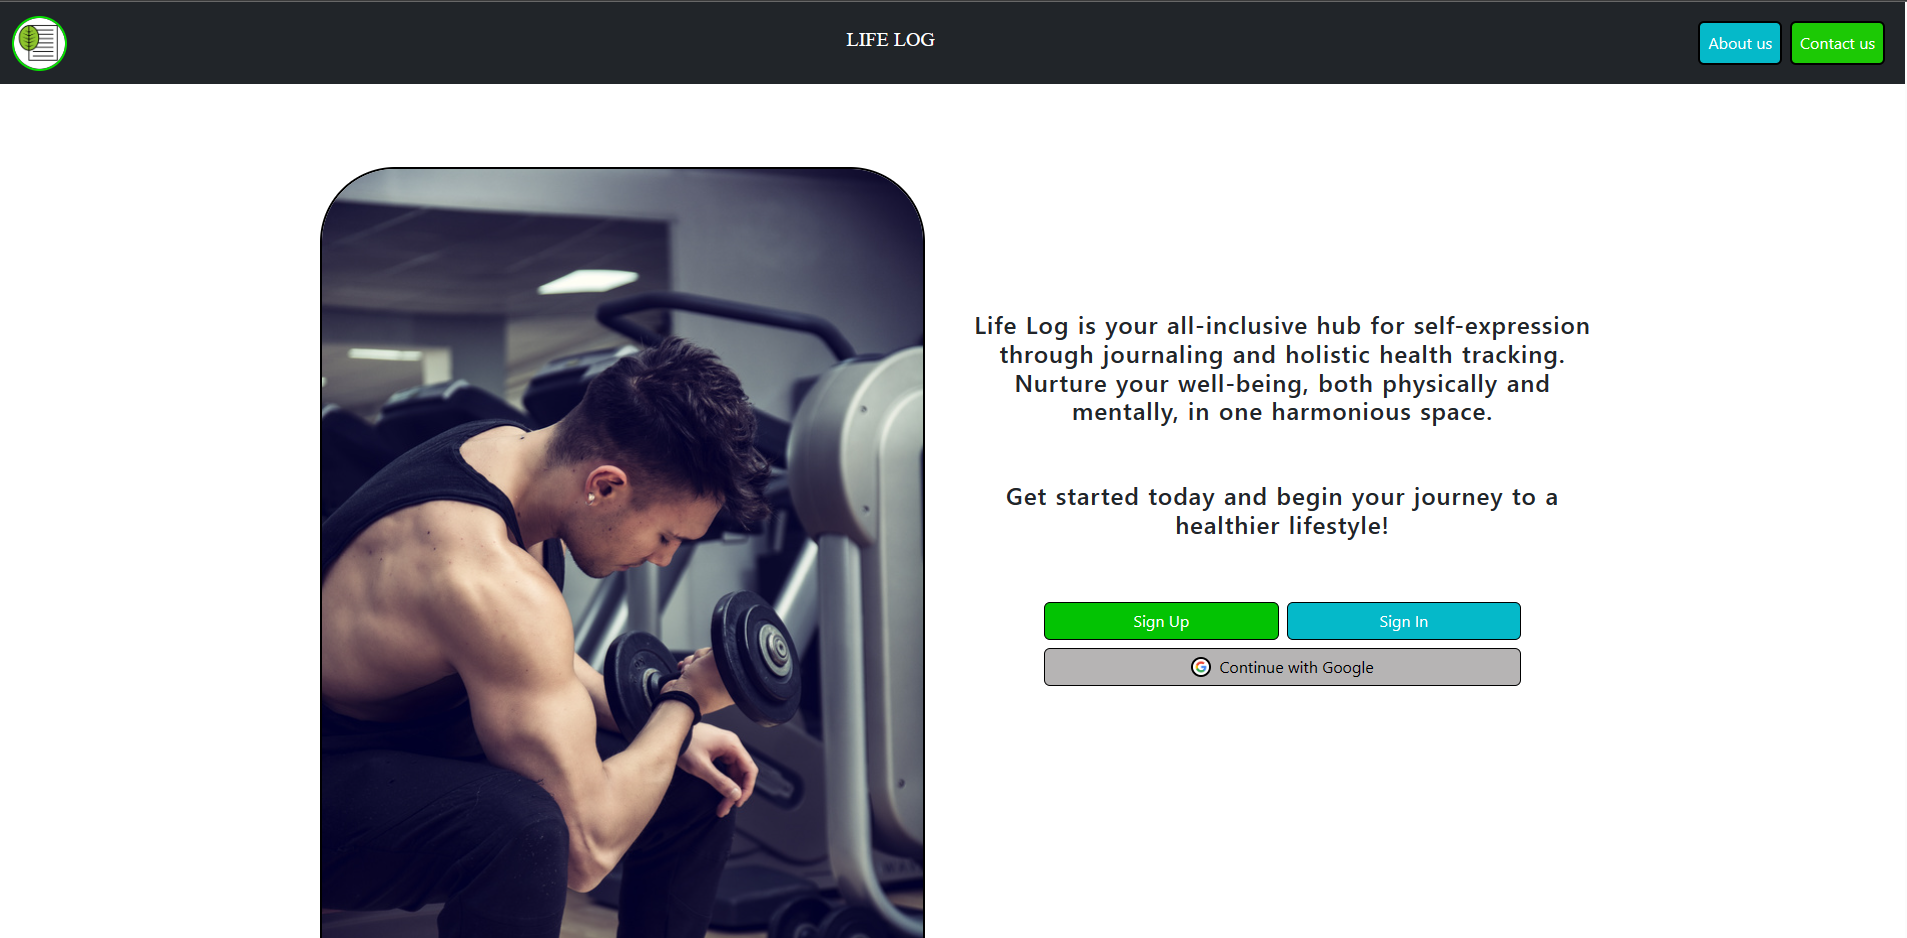 LIFE LOG
About us
Contact us
Life Log is your all-inclusive hub for self-expression
through journaling and holistic health tracking.
Nurture your well-being, both physically and
mentally, in one harmonious space.
Get started today and begin your journey to a
healthier lifestyle!
Sign Up
Sign In
Continue with Google